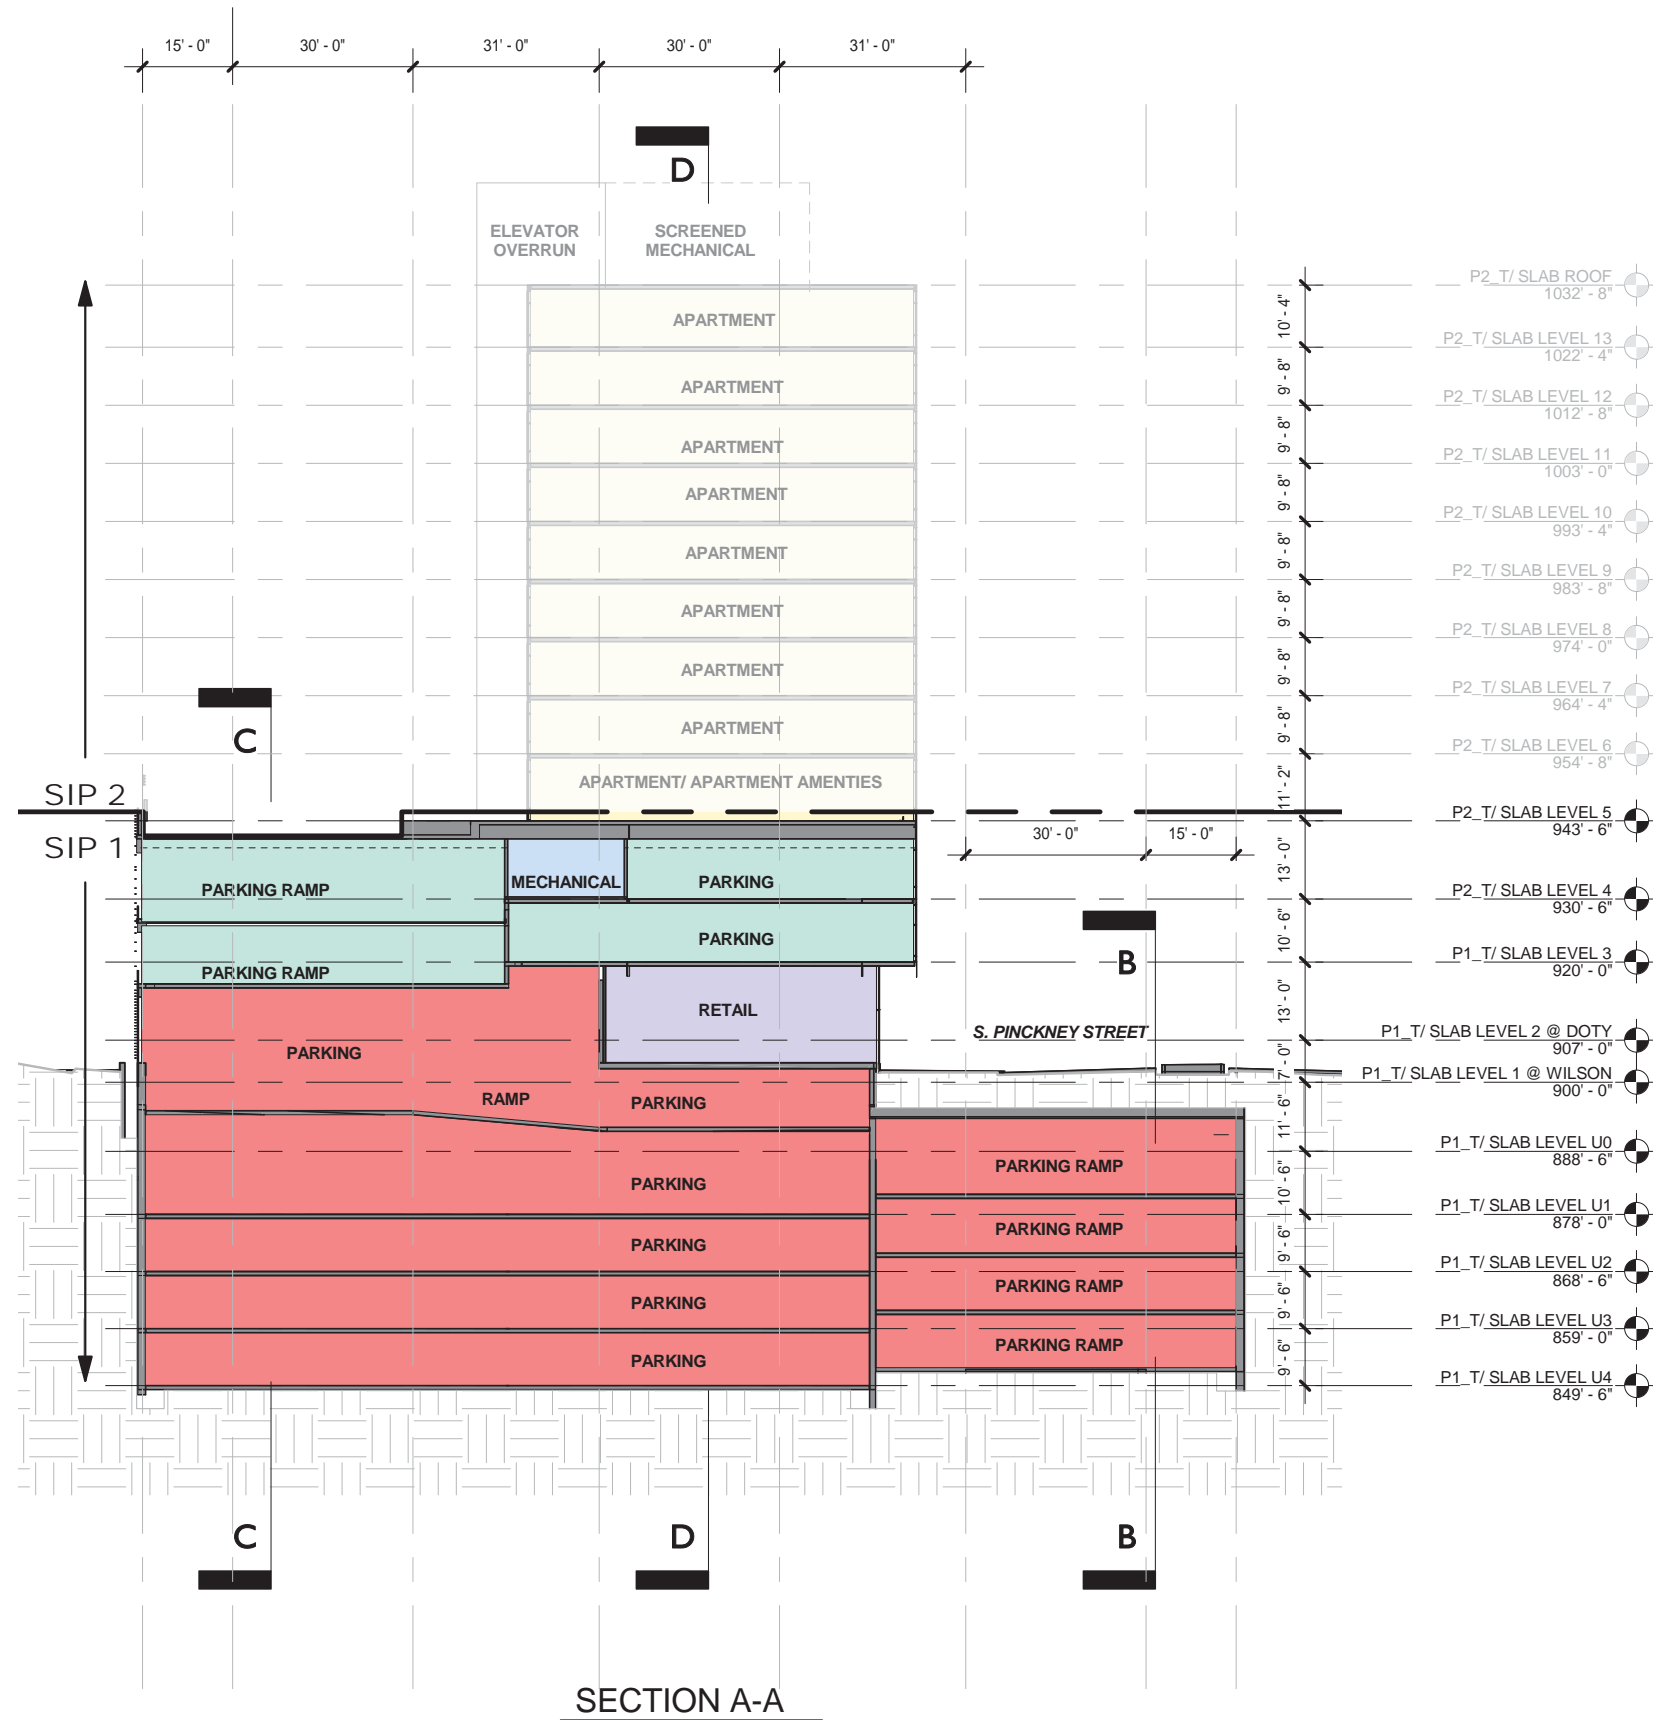 15' - 0" 30' - 0" 31' - 0" 30' - 0" 31' - 0"
D
ELEVATOR
OVERRUN
SCREENED
MECHANICAL
P2_T/ SLAB ROOF
1032' - 8"
10' - 4"
APARTMENT
P2_T/ SLAB LEVEL 13
1022' - 4"
9' - 8"
APARTMENT
P2_T/ SLAB LEVEL 12
1012' - 8"
9' - 8"
APARTMENT
P2_T/ SLAB LEVEL 11
1003' - 0"
9' - 8"
APARTMENT
P2_T/ SLAB LEVEL 10
993' - 4"
9' - 8"
APARTMENT
P2_T/ SLAB LEVEL 9
983' - 8"
9' - 8"
APARTMENT
P2_T/ SLAB LEVEL 8
974' - 0"
9' - 8"
APARTMENT
P2_T/ SLAB LEVEL 7
964' - 4"
9' - 8"
APARTMENT
C
P2_T/ SLAB LEVEL 6
954' - 8"
11' - 2"
APARTMENT/ APARTMENT AMENTIES
SIP 2
SIP 1
P2_T/ SLAB LEVEL 5
943' - 6"
30' - 0" 15' - 0"
13' - 0"
PARKING RAMP
MECHANICAL
PARKING
P2_T/ SLAB LEVEL 4
930' - 6"
10' - 6"
PARKING
B
P1_T/ SLAB LEVEL 3
920' - 0"
PARKING RAMP
13' - 0"
RETAIL
S. PINCKNEY STREET
P1_T/ SLAB LEVEL 2 @ DOTY
907' - 0"
PARKING
7' - 0"
P1_T/ SLAB LEVEL 1 @ WILSON
900' - 0"
RAMP
PARKING
11' - 6"
P1_T/ SLAB LEVEL U0
888' - 6"
PARKING RAMP
PARKING
10' - 6"
P1_T/ SLAB LEVEL U1
878' - 0"
PARKING RAMP
PARKING
9' - 6"
P1_T/ SLAB LEVEL U2
868' - 6"
PARKING RAMP
PARKING
9' - 6"
P1_T/ SLAB LEVEL U3
859' - 0"
PARKING RAMP
PARKING
9' - 6"
P1_T/ SLAB LEVEL U4
849' - 6"
C D B
SECTION A-A